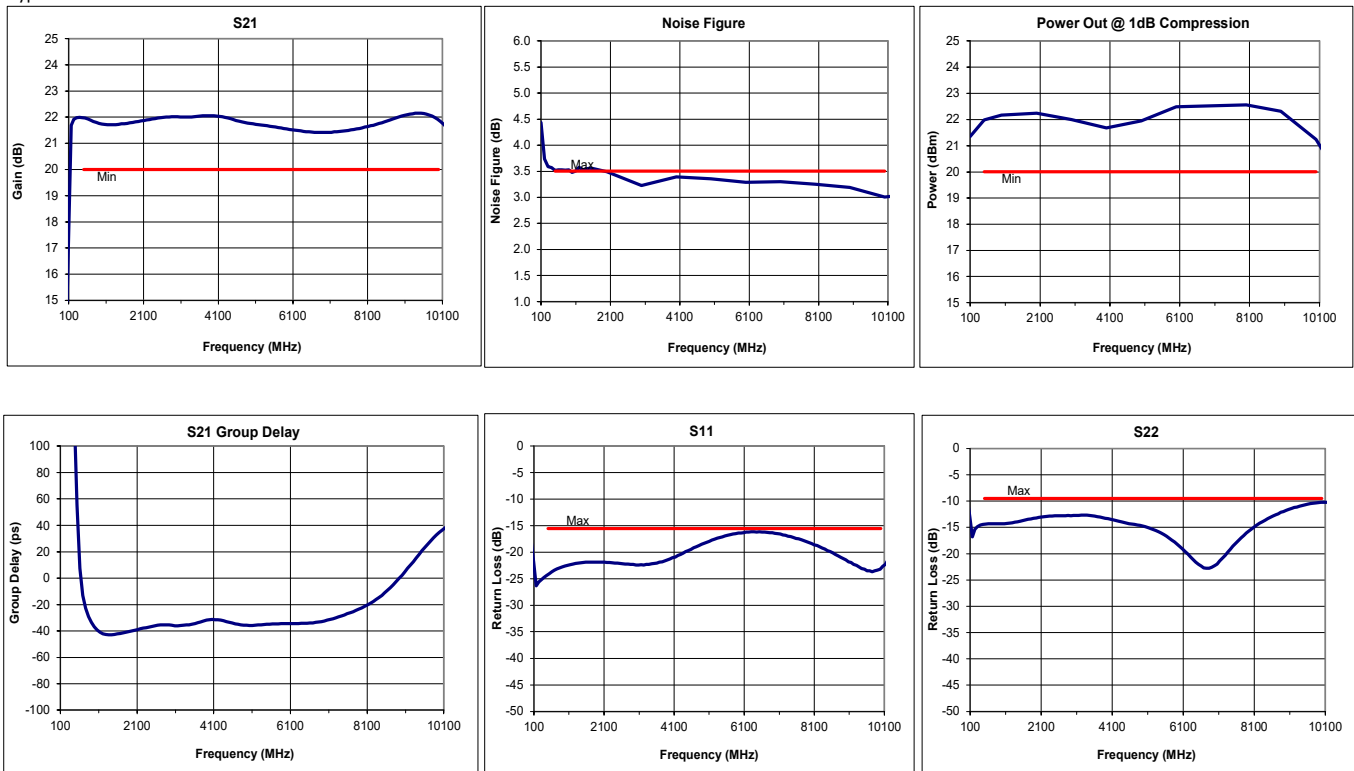 S21
25
24
23
22
21
20
19
18
17
16
15
Gain (dB)
Min
100 2100 4100 6100 8100 10100
Frequency (MHz)
Noise Figure
6.0
5.5
5.0
4.5
4.0
3.5
3.0
2.5
2.0
1.5
1.0
Noise Figure (dB)
Max
100 2100 4100 6100 8100 10100
Frequency (MHz)
Power Out @ 1dB Compression
25
24
23
22
21
20
19
18
17
16
15
Power (dBm)
Min
100 2100 4100 6100 8100 10100
Frequency (MHz)
S21 Group Delay
100
80
60
40
20
0
-20
-40
-60
-80
-100
Group Delay (ps)
100 2100 4100 6100 8100 10100
Frequency (MHz)
S11
0
-5
-10
-15
-20
-25
-30
-35
-40
-45
-50
Return Loss (dB)
Max
100 2100 4100 6100 8100 10100
Frequency (MHz)
S22
0
-5
-10
-15
-20
-25
-30
-35
-40
-45
-50
Return Loss (dB)
Max
100 2100 4100 6100 8100 10100
Frequency (MHz)